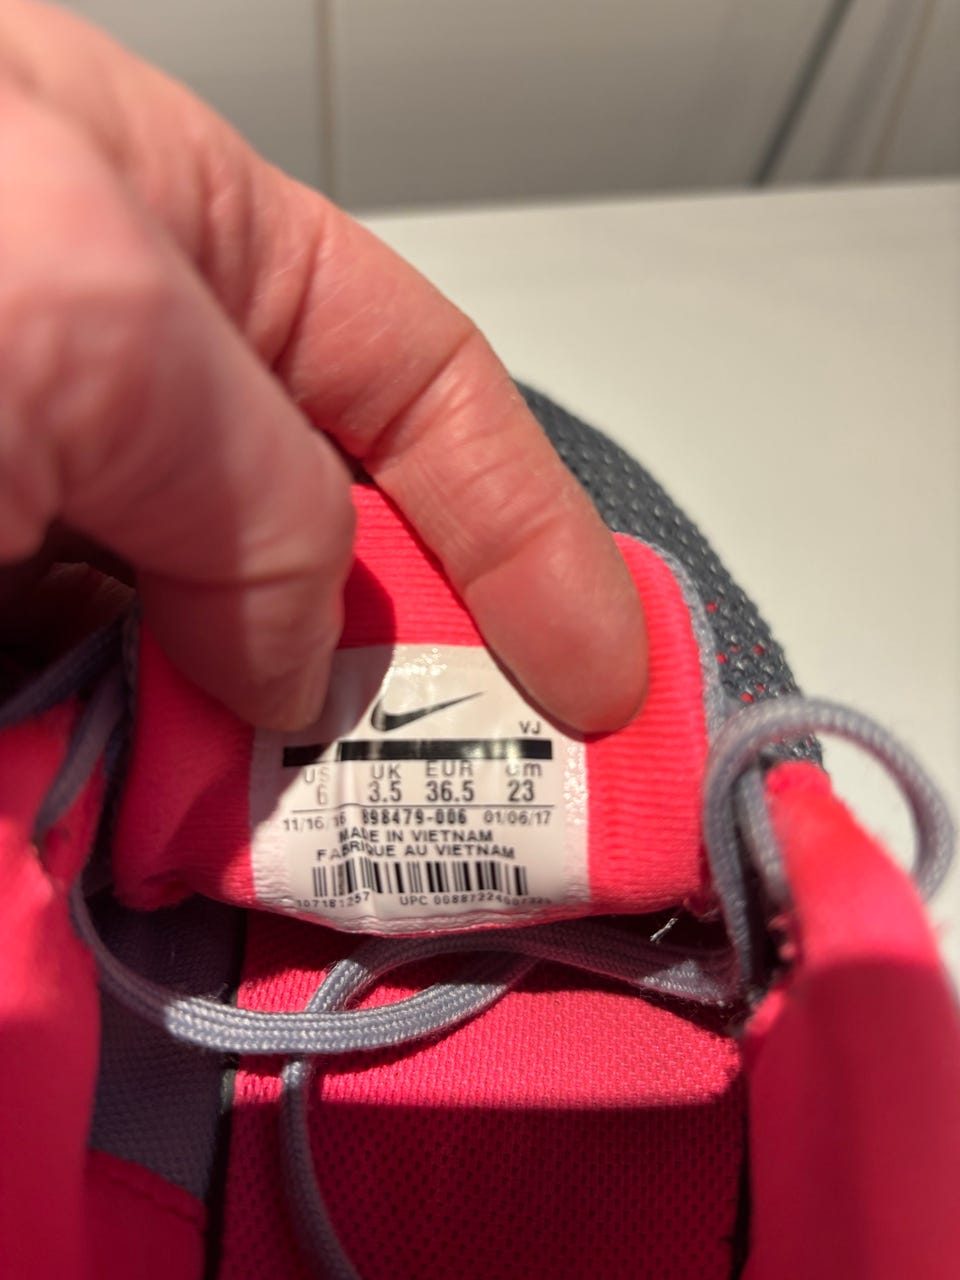 VJ
US UK EUR cm
6 3.5 36.5 23
11/16/16 898479-006 01/06/17
MADE IN VIETNAM
FABRIQUE AU VIETNAM
UPC